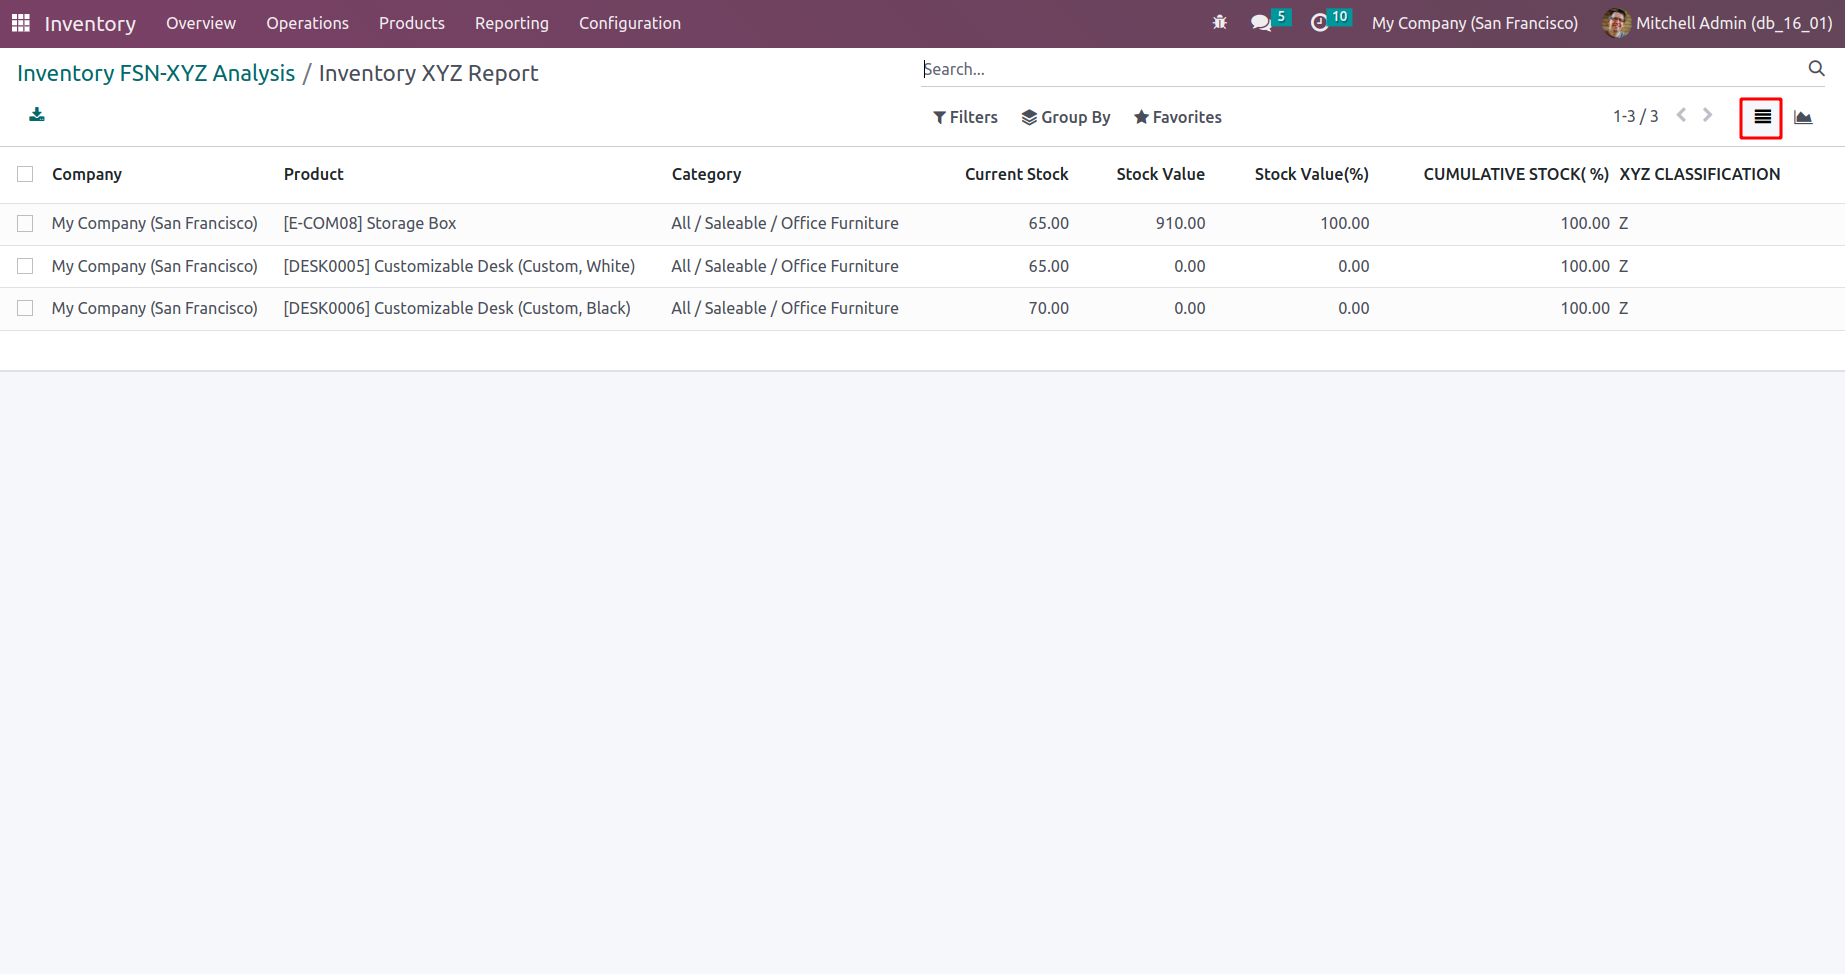 Inventory Overview Operations Products Reporting Configuration 5 10 My Company (San Francisco) Mitchell Admin (db_16_01)
Inventory FSN-XYZ Analysis / Inventory XYZ Report
Search...
Filters Group By Favorites 1-3 / 3
Company Product Category Current Stock Stock Value Stock Value(%) CUMULATIVE STOCK( %) XYZ CLASSIFICATION
My Company (San Francisco) [E-COM08] Storage Box All / Saleable / Office Furniture 65.00 910.00 100.00 100.00 Z
My Company (San Francisco) [DESK0005] Customizable Desk (Custom, White) All / Saleable / Office Furniture 65.00 0.00 0.00 100.00 Z
My Company (San Francisco) [DESK0006] Customizable Desk (Custom, Black) All / Saleable / Office Furniture 70.00 0.00 0.00 100.00 Z